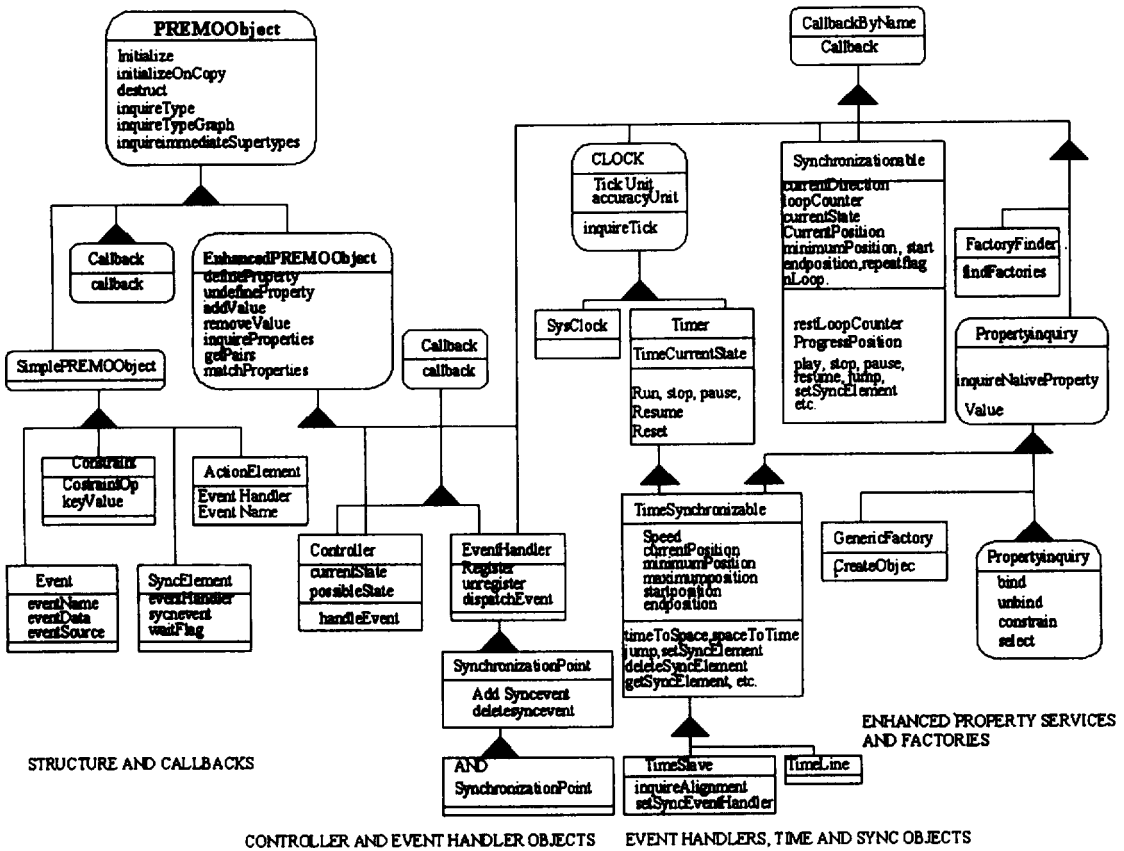 PREMOObject
Initialize
initializeOnCopy
destruct
inquireType
inquireTypeGraph
inquireimmediateSupertypes
CallbackByName
Callback
CLOCK
Tick Unit
accuracyUnit
inquireTick
Synchronizationable
currentDirection
loopCounter
currentState
CurrentPosition
minimumPosition, start
endposition,repeatflag
nLoop.
restLoopCounter
ProgressPosition
play, stop, pause,
resume, jump,
setSyncElement
etc.
FactoryFinder
findFactories
Callback
callback
EnhancedPREMOObject
defineProperty
undefineProperty
addValue
removeValue
inquireProperties
getPairs
matchProperties
SysClock
Timer
TimeCurrentState
Run, stop, pause,
Resume
Reset
Propertyinquiry
inquireNativeProperty
Value
SimplePREMOObject
Callback
callback
Constraint
CostraintOp
keyValue
ActionElement
Event Handler
Event Name
Event
eventName
eventData
eventSource
SyncElement
eventHandler
sycnevent
waitFlag
Controller
currentState
possibleState
handleEvent
EventHandler
Register
unregister
dispatchEvent
TimeSynchronizable
Speed
currentPosition
minimumPosition
maximumposition
startposition
endposition
timeToSpace,spaceToTime
jump,setSyncElement
deleteSyncElement
getSyncElement, etc.
GenericFactory
CreateObjec
Propertyinquiry
bind
unbind
constrain
select
SynchronizationPoint
Add Syncevent
deletesyncevent
AND
SynchronizationPoint
TimeSlave
inquireAlignment
setSyncEventHandler
TimeLine
ENHANCED PROPERTY SERVICES
AND FACTORIES
STRUCTURE AND CALLBACKS
CONTROLLER AND EVENT HANDLER OBJECTS
EVENT HANDLERS, TIME AND SYNC OBJECTS